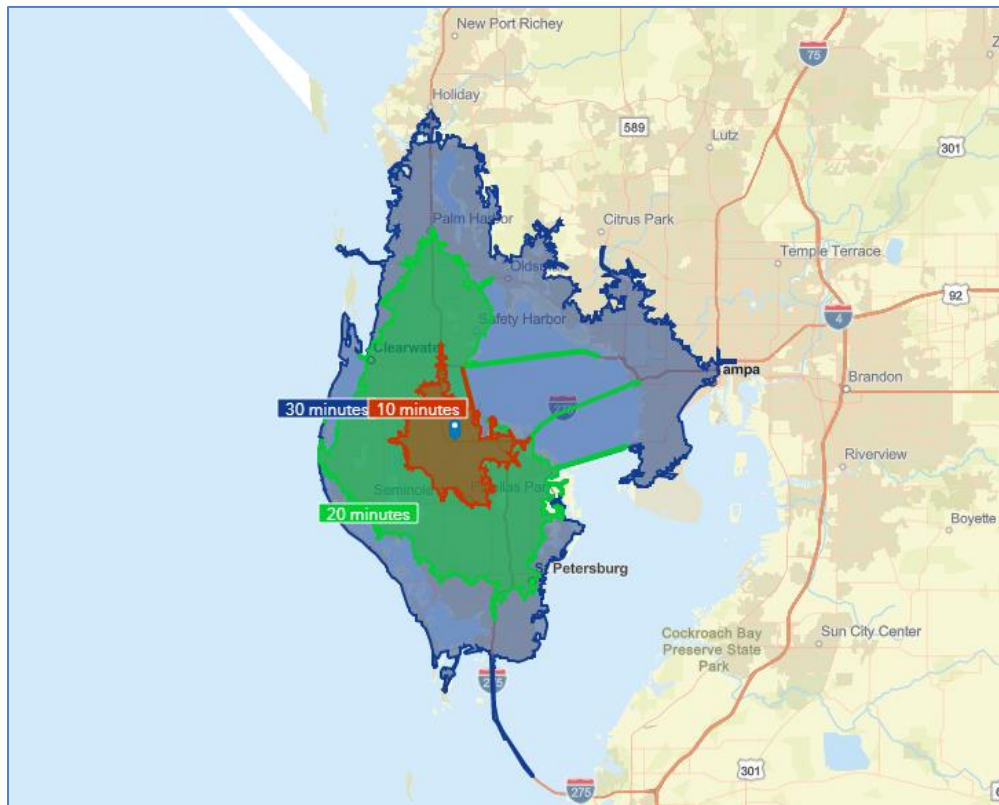 New Port Richey
75
Z
Holiday
589
Lutz
301
Palm Harbor
Citrus Park
Temple Terrace
Oldsmar
92
4
Safety Harbor
Clearwater
Tampa
Brandon
30 minutes
10 minutes
275
Riverview
Seminole
Pinellas Park
20 minutes
Boyette
St Petersburg
Cockroach Bay
Preserve State
Park
Sun City Center
275
301
275
6